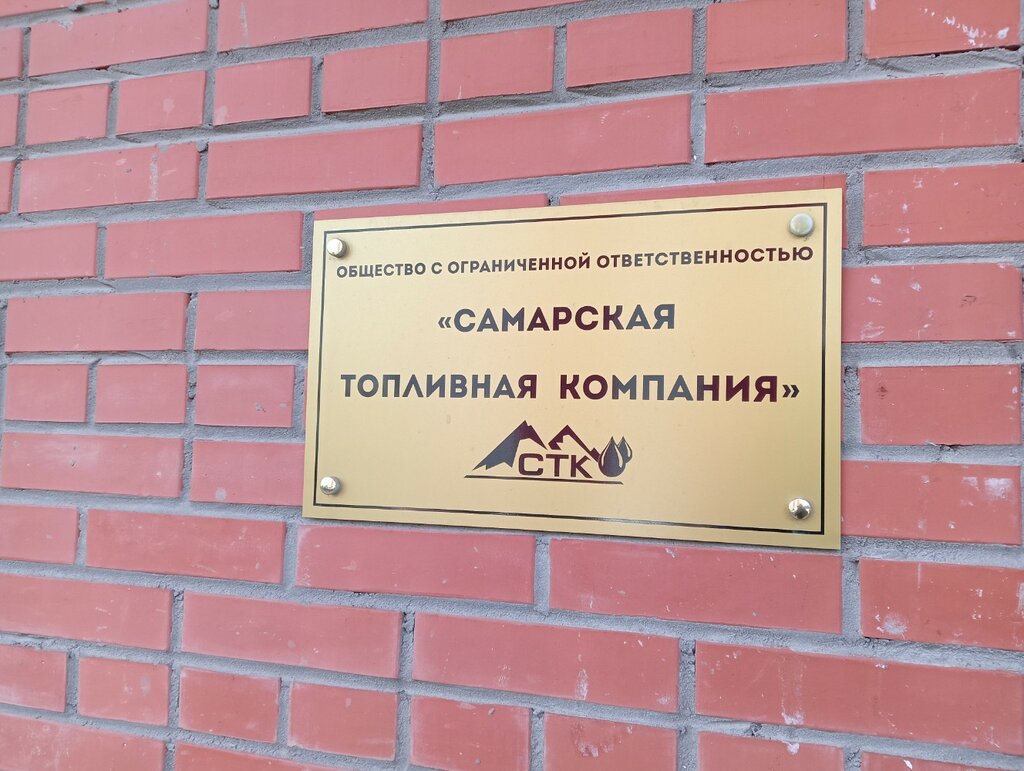 ОБЩЕСТВО С ОГРАНИЧЕННОЙ ОТВЕТСТВЕННОСТЬЮ
«САМАРСКАЯ
ТОПЛИВНАЯ КОМПАНИЯ»
СТК